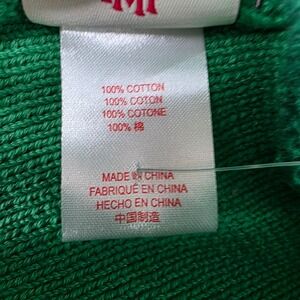 100% COTTON
100% COTON
100% COTONE
100% 棉
MADE IN CHINA
FABRIQUÉ EN CHINA
HECHO EN CHINA
中国制造